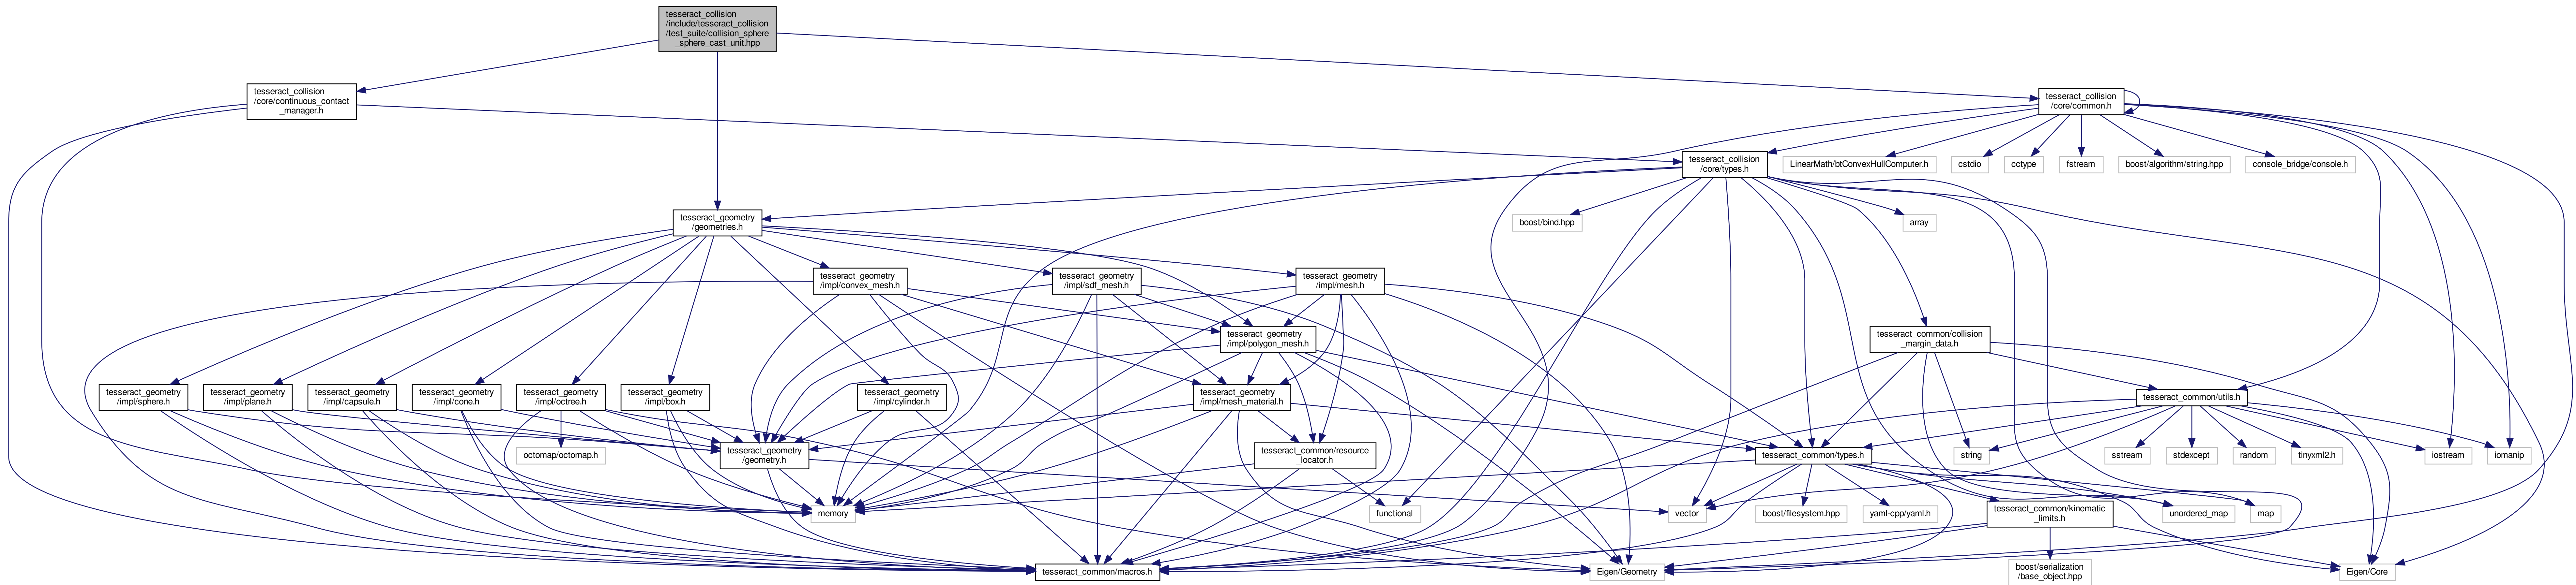 tesseract_collision
/include/tesseract_collision
/test_suite/collision_sphere
_sphere_cast_unit.hpp
tesseract_collision
/core/continuous_contact
_manager.h
tesseract_collision
/core/common.h
tesseract_collision
/core/types.h
LinearMath/btConvexHullComputer.h
cstdio
cctype
fstream
boost/algorithm/string.hpp
console_bridge/console.h
tesseract_geometry
/geometries.h
boost/bind.hpp
array
tesseract_geometry
/impl/convex_mesh.h
tesseract_geometry
/impl/sdf_mesh.h
tesseract_geometry
/impl/mesh.h
tesseract_geometry
/impl/polygon_mesh.h
tesseract_common/collision
_margin_data.h
tesseract_geometry
/impl/sphere.h
tesseract_geometry
/impl/plane.h
tesseract_geometry
/impl/capsule.h
tesseract_geometry
/impl/cone.h
tesseract_geometry
/impl/octree.h
tesseract_geometry
/impl/box.h
tesseract_geometry
/impl/cylinder.h
tesseract_geometry
/impl/mesh_material.h
tesseract_common/utils.h
octomap/octomap.h
tesseract_geometry
/geometry.h
tesseract_common/resource
_locator.h
tesseract_common/types.h
string
sstream
stdexcept
random
tinyxml2.h
iostream
iomanip
memory
functional
vector
boost/filesystem.hpp
yaml-cpp/yaml.h
tesseract_common/kinematic
_limits.h
unordered_map
map
tesseract_common/macros.h
Eigen/Geometry
boost/serialization
/base_object.hpp
Eigen/Core